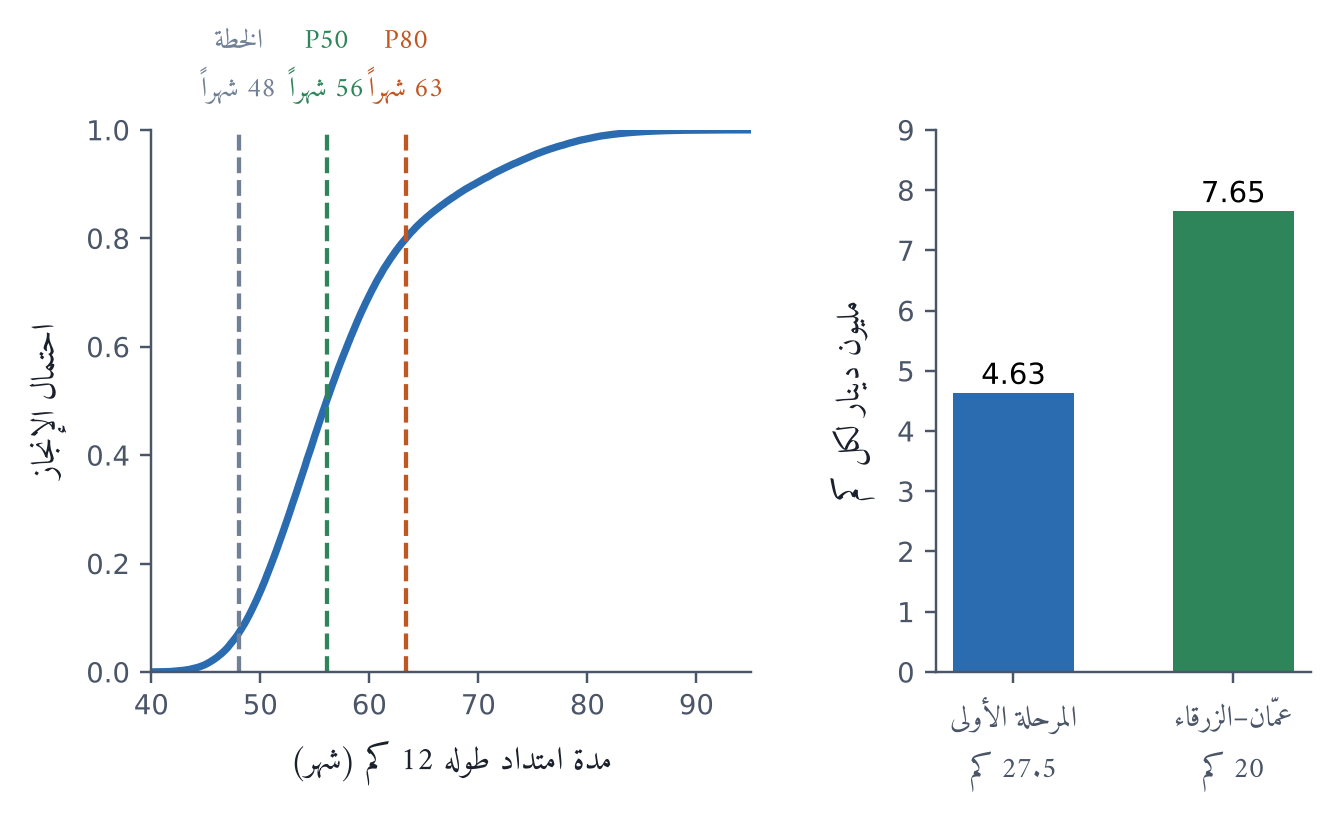 الخطة
48 شهراً
P50
56 شهراً
P80
63 شهراً
1.0
0.8
0.6
0.4
0.2
0.0
احتمال الإنجاز
40 50 60 70 80 90
مدة امتداد طوله 12 كم (شهر)
9
8
7
6
5
4
3
2
1
0
مليون دينار لكل كم
4.63
7.65
المرحلة الأولى
27.5 كم
عمّان–الزرقاء
20 كم